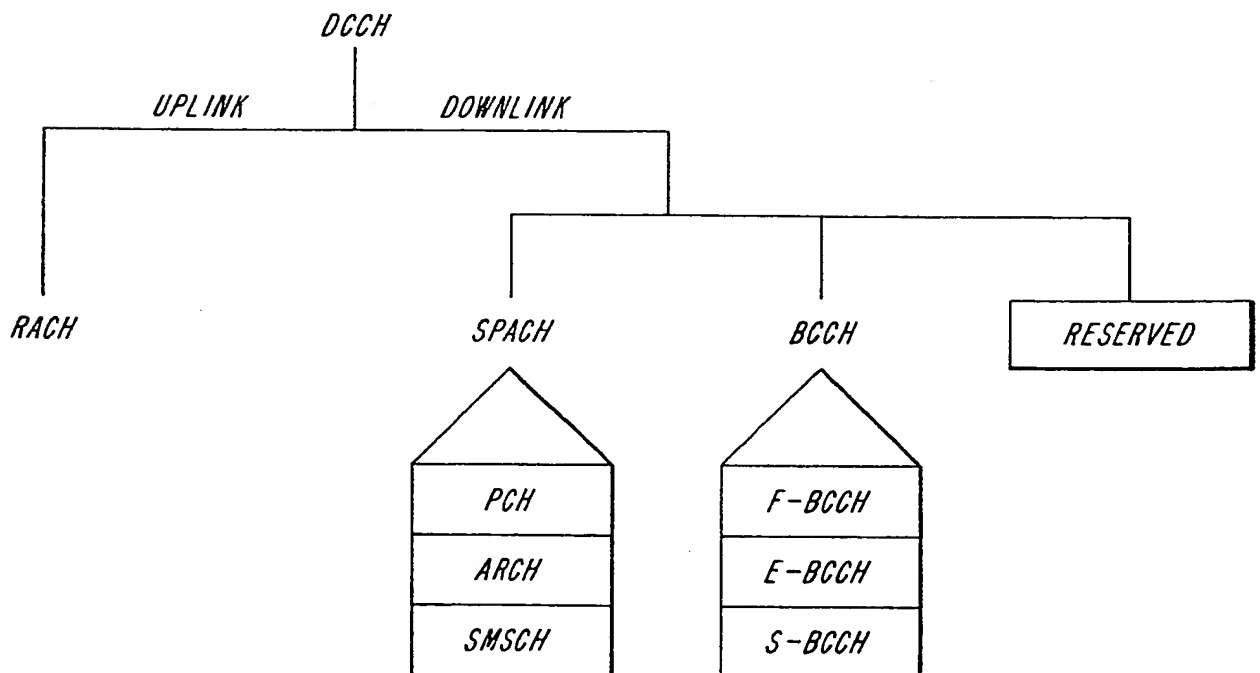 DCCH
UPLINK
DOWNLINK
RACH
SPACH
BCCH
RESERVED
PCH
F-BCCH
ARCH
E-BCCH
SMSCH
S-BCCH